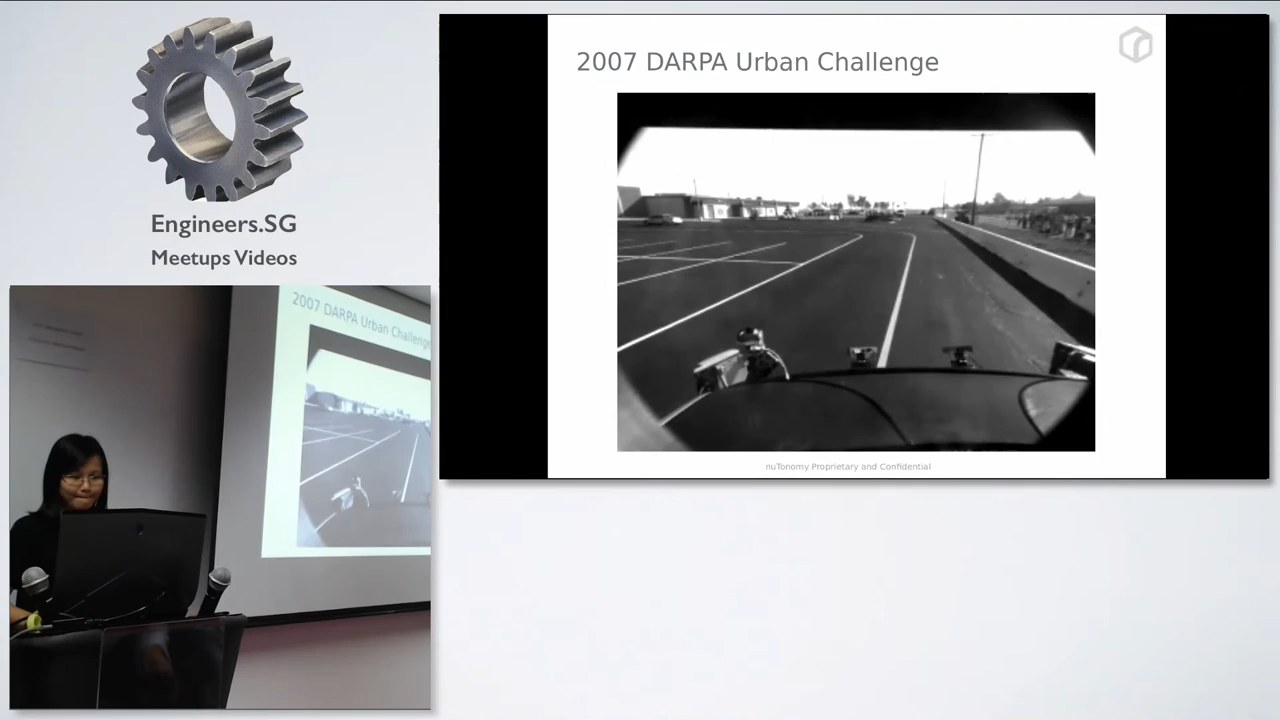 Engineers.SG
Meetups Videos
2007 DARPA Urban Challenge
nuTonomy Proprietary and Confidential
2007 DARPA Urban Challenge